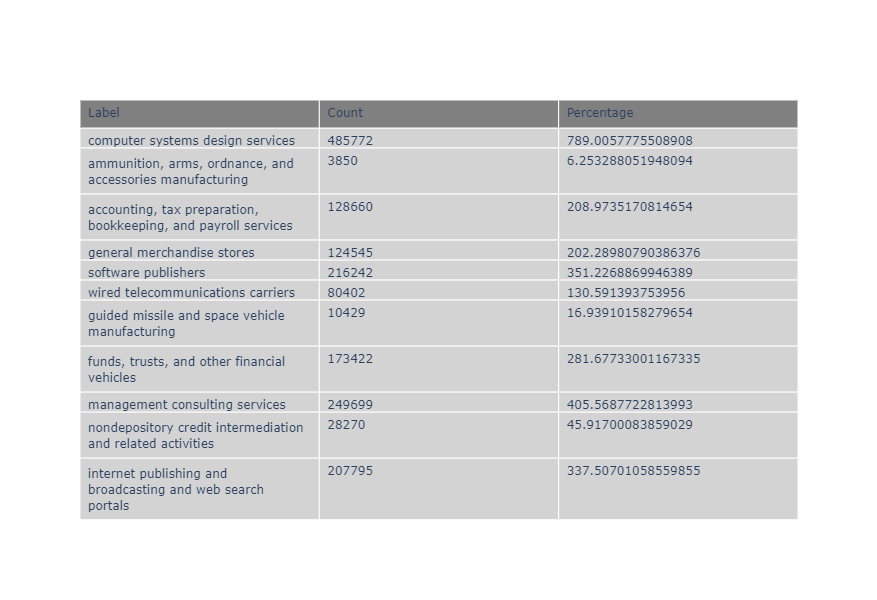 Label Count Percentage
computer systems design services 485772 789.0057775508908
ammunition, arms, ordnance, and 3850 6.253288051948094
accessories manufacturing
accounting, tax preparation, 128660 208.9735170814654
bookkeeping, and payroll services
general merchandise stores 124545 202.28980790386376
software publishers 216242 351.2268869946389
wired telecommunications carriers 80402 130.591393753956
guided missile and space vehicle 10429 16.93910158279654
manufacturing
funds, trusts, and other financial 173422 281.67733001167335
vehicles
management consulting services 249699 405.5687722813993
nondepository credit intermediation 28270 45.91700083859029
and related activities
internet publishing and 207795 337.50701058559855
broadcasting and web search
portals